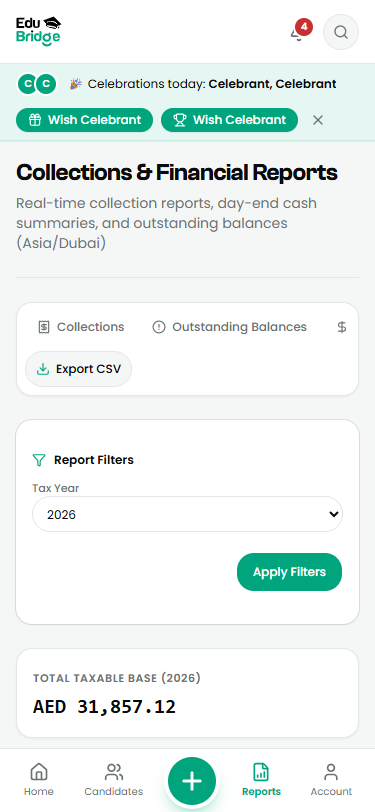 Edu
Bridge
4
C C 🎉 Celebrations today: Celebrant, Celebrant
Wish Celebrant Wish Celebrant
Collections & Financial Reports
Real-time collection reports, day-end cash
summaries, and outstanding balances
(Asia/Dubai)
Collections Outstanding Balances $
Export CSV
Report Filters
Tax Year
2026
Apply Filters
TOTAL TAXABLE BASE (2026)
AED 31,857.12
Home Candidates Reports Account